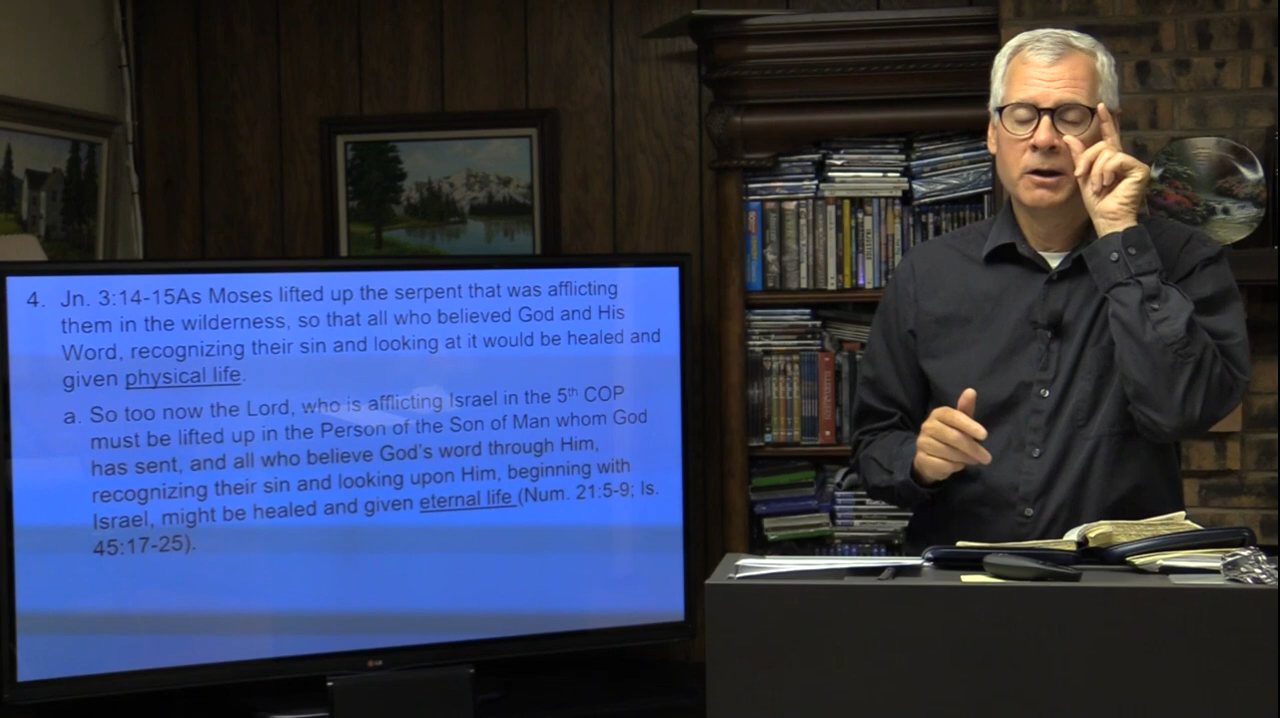 4. Jn. 3:14-15As Moses lifted up the serpent that was afflicting
them in the wilderness, so that all who believed God and His
Word, recognizing their sin and looking at it would be healed and
given physical life.
a. So too now the Lord, who is afflicting Israel in the 5th COP
must be lifted up in the Person of the Son of Man whom God
has sent, and all who believe God's word through Him,
recognizing their sin and looking upon Him, beginning with
Israel, might be healed and given eternal life (Num. 21:5-9; Is.
45:17-25).
LG